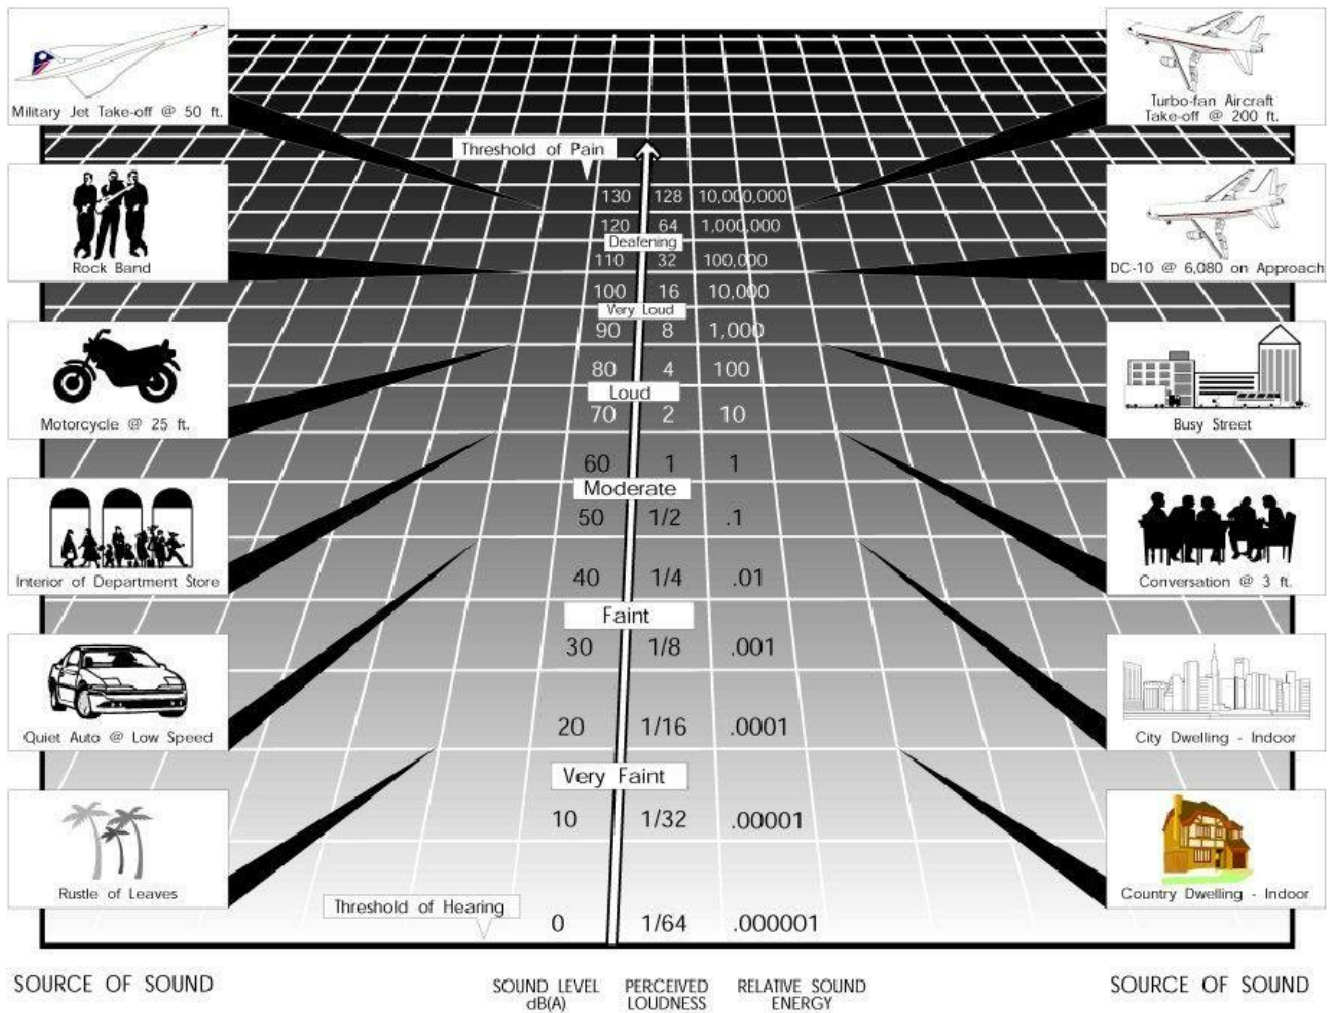 Military Jet Take-off @ 50 ft.
Turbo-fan Aircraft
Take-off @ 200 ft.
Threshold of Pain
130 128 10,000,000
120 64 1,000,000
Deafening
Rock Band
110 32 100,000
DC-10 @ 6,080 on Approach
100 16 10,000
Very Loud
90 8 1,000
80 4 100
Loud
70 2 10
Motorcycle @ 25 ft.
Busy Street
60 1 1
Moderate
50 1/2 .1
Interior of Department Store
40 1/4 .01
Conversation @ 3 ft.
Faint
30 1/8 .001
20 1/16 .0001
Quiet Auto @ Low Speed
City Dwelling - Indoor
Very Faint
10 1/32 .00001
Rustle of Leaves
Country Dwelling - Indoor
Threshold of Hearing
0 1/64 .000001
SOURCE OF SOUND
SOUND LEVEL
dB(A)
PERCEIVED
LOUDNESS
RELATIVE SOUND
ENERGY
SOURCE OF SOUND